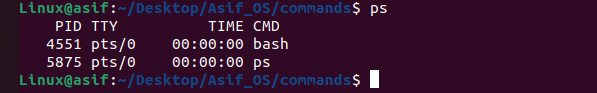 Linux@asif:~/Desktop/Asif_OS/commands$ ps
    PID TTY          TIME CMD
   4551 pts/0    00:00:00 bash
   5875 pts/0    00:00:00 ps
Linux@asif:~/Desktop/Asif_OS/commands$